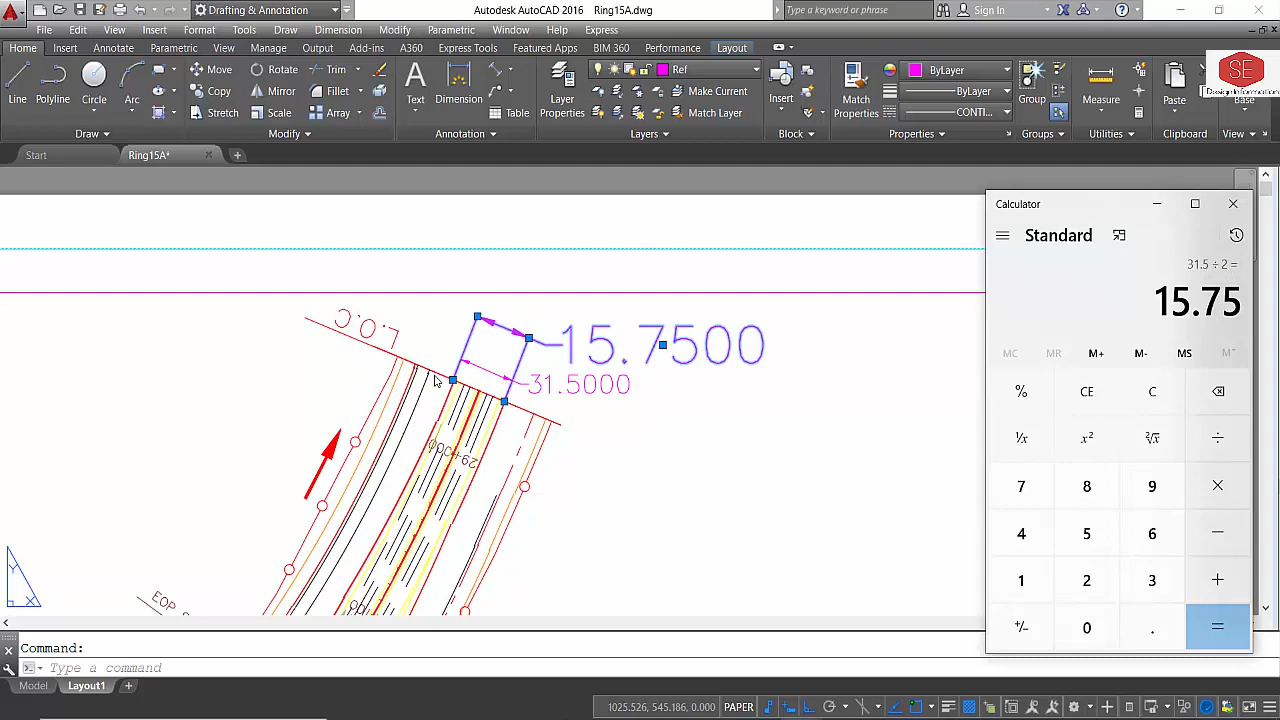 Drafting & Annotation
Autodesk AutoCAD 2016 Ring15A.dwg
Type a keyword or phrase
Sign In
File Edit View Insert Format Tools Draw Dimension Modify Parametric Window Help Express
Home Insert Annotate Parametric View Manage Output Add-ins A360 Express Tools Featured Apps BIM 360 Performance Layout
Line Polyline Circle Arc
Move Rotate Trim
Copy Mirror Fillet
Stretch Scale Array
Text Dimension Table
Layer Properties
Ref
Make Current
Match Layer
Insert
Match Properties
ByLayer
ByLayer
CONTI...
Group
Measure
Paste
Base
SE
Design Information
Draw Modify Annotation Layers Block Properties Groups Utilities Clipboard View
Start Ring15A*
L.O.C.
15.7500
31.5000
EOP
Y
X
Calculator
Standard
31.5 ÷ 2 =
15.75
MC MR M+ M- MS M˅
% CE C
¹/x x² ²√x ÷
7 8 9 ×
4 5 6 −
1 2 3 +
+/− 0 . =
Command:
Type a command
Model Layout1
1025.526, 545.186, 0.000 PAPER